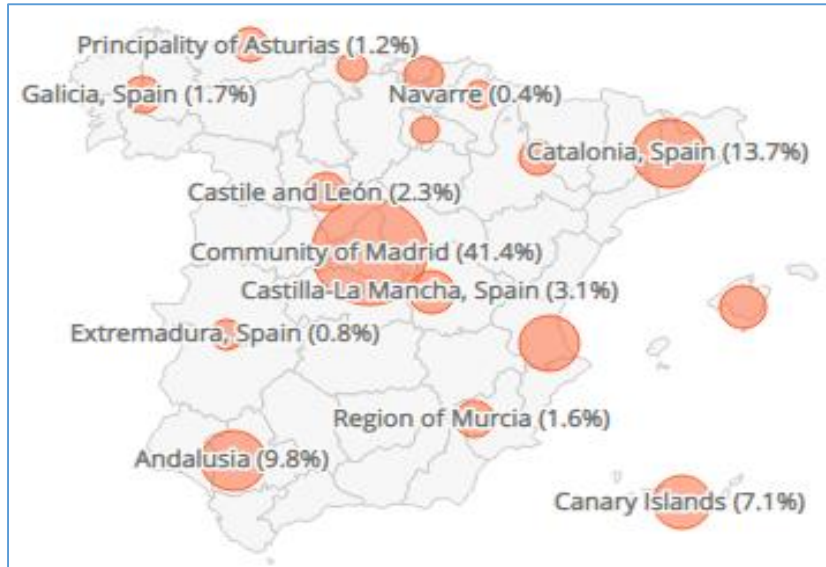 Principality of Asturias (1.2%)
Galicia, Spain (1.7%)
Navarre (0.4%)
Catalonia, Spain (13.7%)
Castile and León (2.3%)
Community of Madrid (41.4%)
Castilla-La Mancha, Spain (3.1%)
Extremadura, Spain (0.8%)
Region of Murcia (1.6%)
Andalusia (9.8%)
Canary Islands (7.1%)